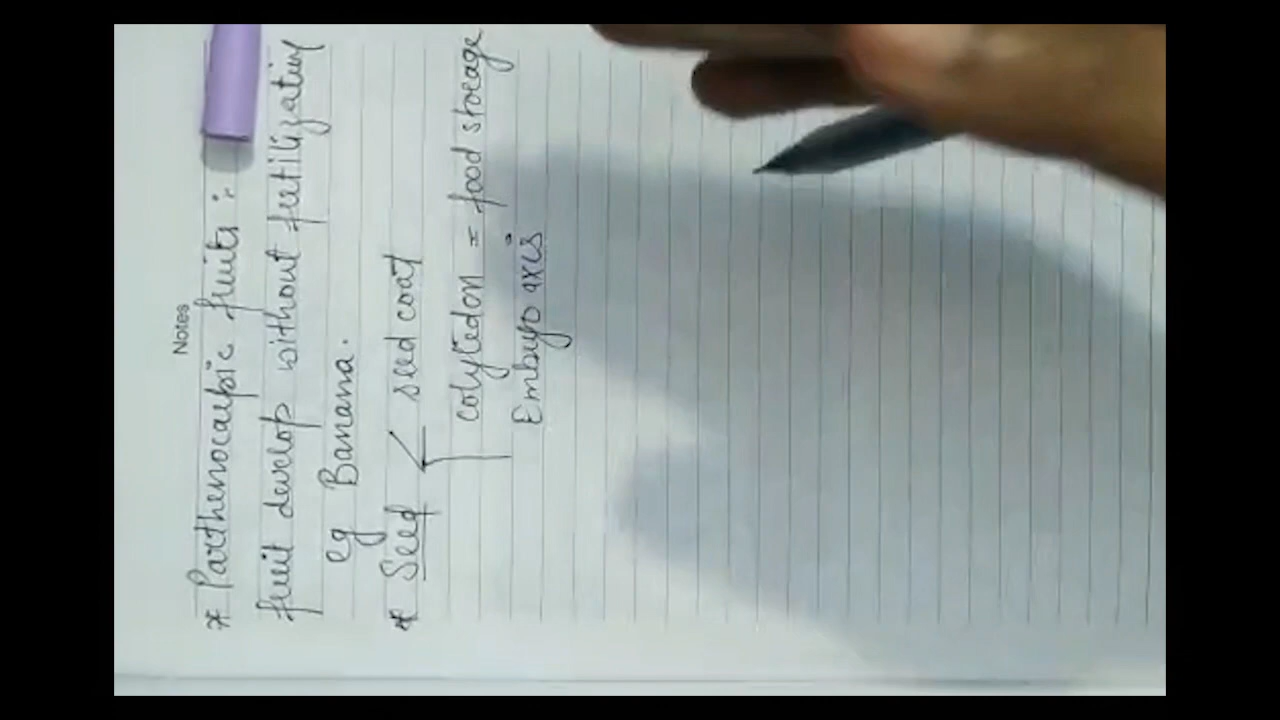 Notes
* Parthenocarpic fruits :-
fruit develop without fertilization
eg Banana.
* Seed seed coat
cotyledon = food storage
Embryo axis